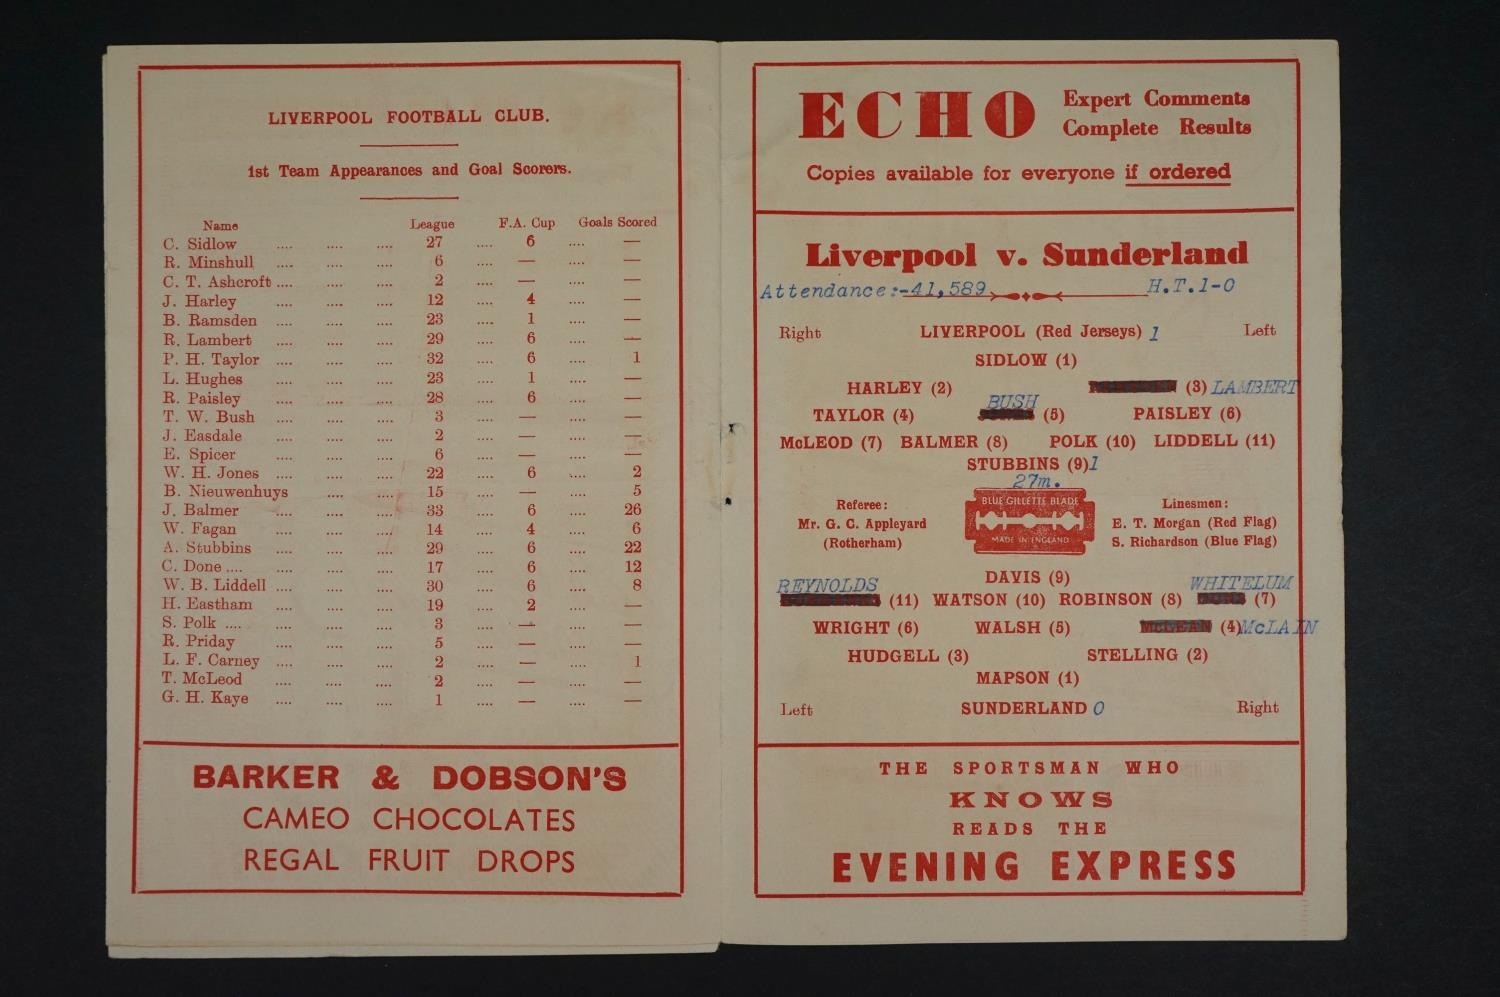 LIVERPOOL FOOTBALL CLUB.
1st Team Appearances and Goal Scorers.
Name League F.A. Cup Goals Scored
C. Sidlow .... .... .... 27 .... 6 .... —
R. Minshull .... .... .... 6 .... — .... —
C. T. Ashcroft .... .... .... 2 .... — .... —
J. Harley .... .... .... 12 .... 4 .... —
B. Ramsden .... .... .... 23 .... 1 .... —
R. Lambert .... .... .... 29 .... 6 .... —
P. H. Taylor .... .... .... 32 .... 6 .... 1
L. Hughes .... .... .... 23 .... 1 .... —
R. Paisley .... .... .... 28 .... 6 .... —
T. W. Bush .... .... .... 3 .... — .... —
J. Easdale .... .... .... 2 .... — .... —
E. Spicer .... .... .... 6 .... — .... —
W. H. Jones .... .... .... 22 .... 6 .... 2
B. Nieuwenhuys .... .... 15 .... — .... 5
J. Balmer .... .... .... 33 .... 6 .... 26
W. Fagan .... .... .... 14 .... 4 .... 6
A. Stubbins .... .... .... 29 .... 6 .... 22
C. Done .... .... .... 17 .... 6 .... 12
W. B. Liddell .... .... .... 30 .... 6 .... 8
H. Eastham .... .... .... 19 .... 2 .... —
S. Polk .... .... .... .... 3 .... — .... —
R. Priday .... .... .... 5 .... — .... —
L. F. Carney .... .... .... 2 .... — .... 1
T. McLeod .... .... .... 2 .... — .... —
G. H. Kaye .... .... .... 1 .... — .... —
BARKER & DOBSON'S
CAMEO CHOCOLATES
REGAL FRUIT DROPS
ECHO Expert Comments
Complete Results
Copies available for everyone if ordered
Liverpool v. Sunderland
Attendance:-41,589 H.T.1-0
Right LIVERPOOL (Red Jerseys) 1 Left
SIDLOW (1)
HARLEY (2) (3) LAMBERT
BUSH
TAYLOR (4) (5) PAISLEY (6)
McLEOD (7) BALMER (8) POLK (10) LIDDELL (11)
STUBBINS (9)1
27m.
Referee:
Mr. G. C. Appleyard
(Rotherham)
BLUE GILLETTE BLADE
MADE IN ENGLAND
Linesmen:
E. T. Morgan (Red Flag)
S. Richardson (Blue Flag)
DAVIS (9)
REYNOLDS WHITELUM
(11) WATSON (10) ROBINSON (8) (7)
WRIGHT (6) WALSH (5) McLEAN (4)McLAIN
HUDGELL (3) STELLING (2)
MAPSON (1)
Left SUNDERLAND 0 Right
THE SPORTSMAN WHO
KNOWS
READS THE
EVENING EXPRESS